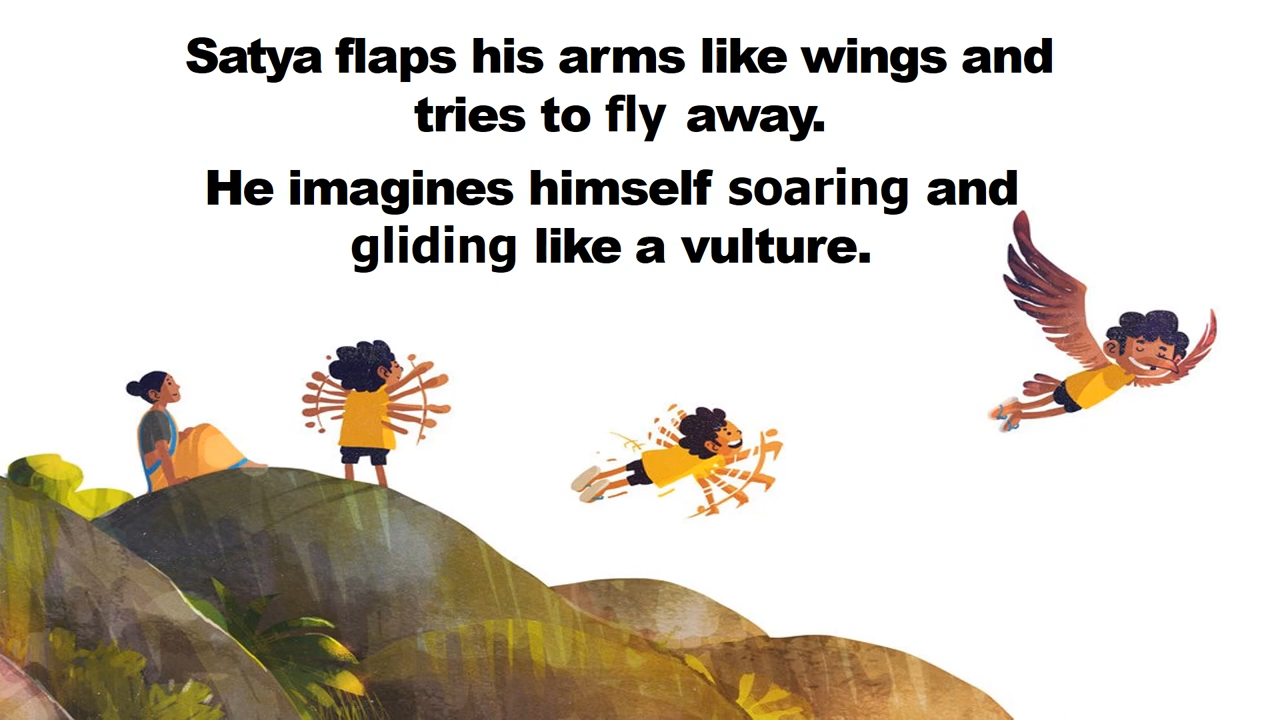 Satya flaps his arms like wings and
tries to fly away.
He imagines himself soaring and
gliding like a vulture.